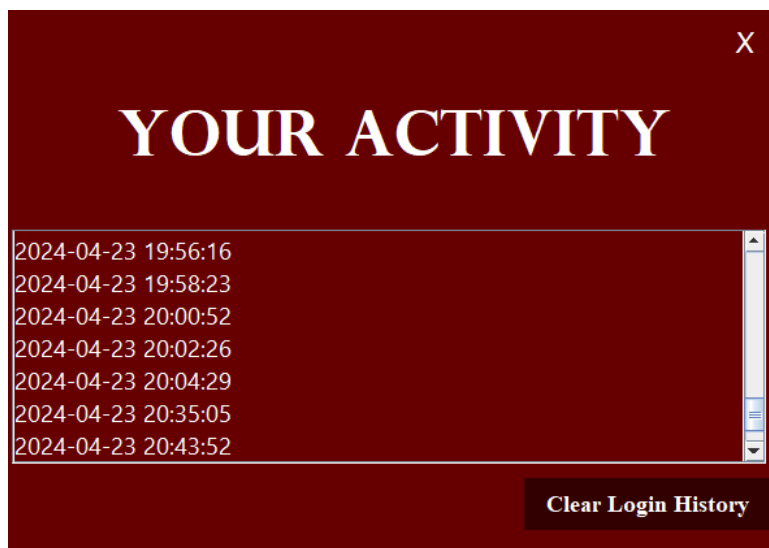 X
YOUR ACTIVITY
2024-04-23 19:56:16
2024-04-23 19:58:23
2024-04-23 20:00:52
2024-04-23 20:02:26
2024-04-23 20:04:29
2024-04-23 20:35:05
2024-04-23 20:43:52
Clear Login History